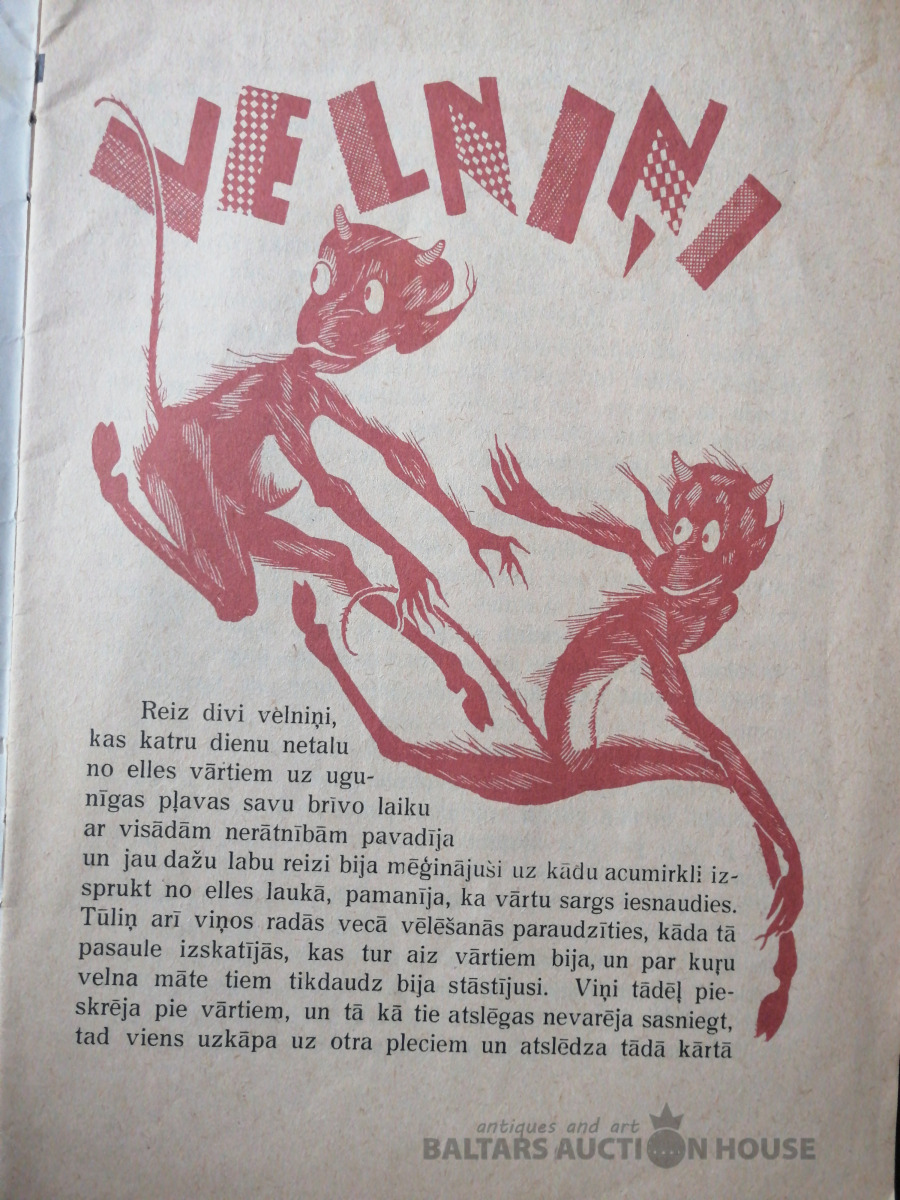 VELNIŅI
Reiz divi vèlniņi,
kas katru dienu netalu
no elles vārtiem uz ugu-
nīgas pļavas savu brīvo laiku
ar visādām nerātnībām pavadīja
un jau dažu labu reizi bija mēģinājuši uz kādu acumirkli iz-
sprukt no elles laukā, pamanīja, ka vārtu sargs iesnaudies.
Tūliņ arī viņos radās vecā vēlēšanās paraudzīties, kāda tā
pasaule izskatījās, kas tur aiz vārtiem bija, un par kuŗu
velna māte tiem tikdaudz bija stāstījusi. Viņi tādēļ pie-
skrēja pie vārtiem, un tā kā tie atslēgas nevarēja sasniegt,
tad viens uzkāpa uz otra pleciem un atslēdza tādā kārtā
antiques and art
BALTARS AUCTION HOUSE